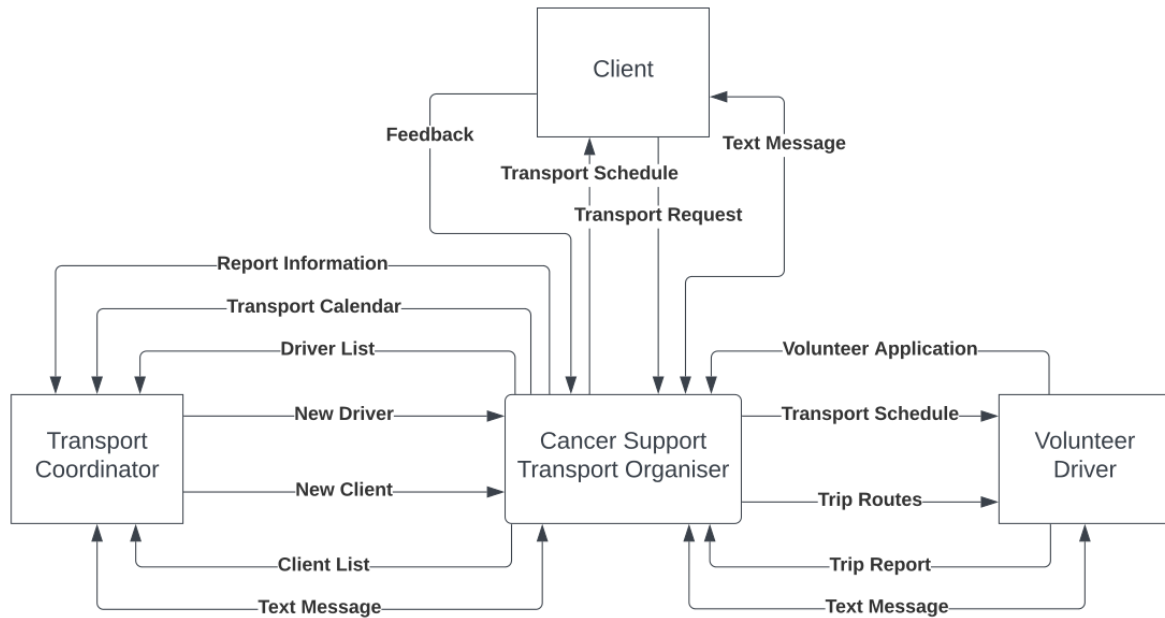 Client
Feedback
Text Message
Transport Schedule
Transport Request
Report Information
Transport Calendar
Driver List
Volunteer Application
New Driver
Transport Schedule
Transport
Coordinator
Cancer Support
Transport Organiser
Volunteer
Driver
New Client
Trip Routes
Client List
Trip Report
Text Message
Text Message